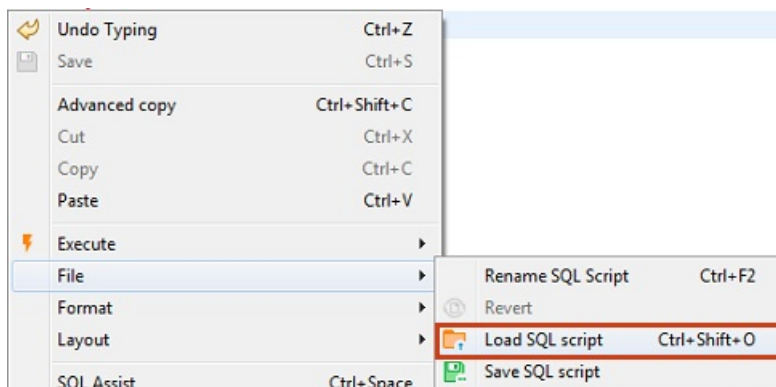 Undo Typing Ctrl+Z
Save Ctrl+S
Advanced copy Ctrl+Shift+C
Cut Ctrl+X
Copy Ctrl+C
Paste Ctrl+V
Execute
File
Rename SQL Script Ctrl+F2
Format
Revert
Layout
Load SQL script Ctrl+Shift+O
SQL Assist Ctrl+Space
Save SQL script